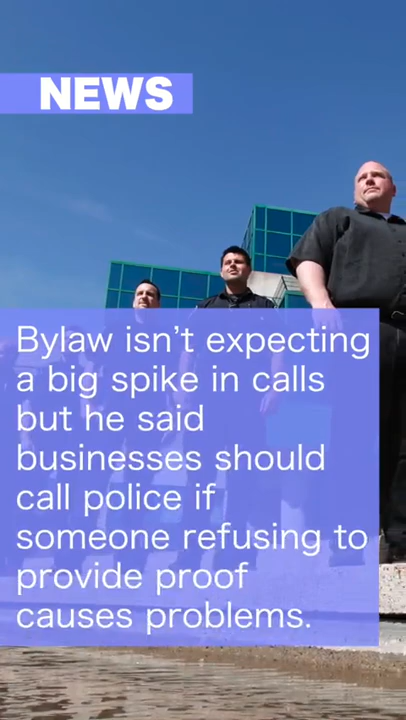 NEWS
Bylaw isn't expecting
a big spike in calls
but he said
businesses should
call police if
someone refusing to
provide proof
causes problems.